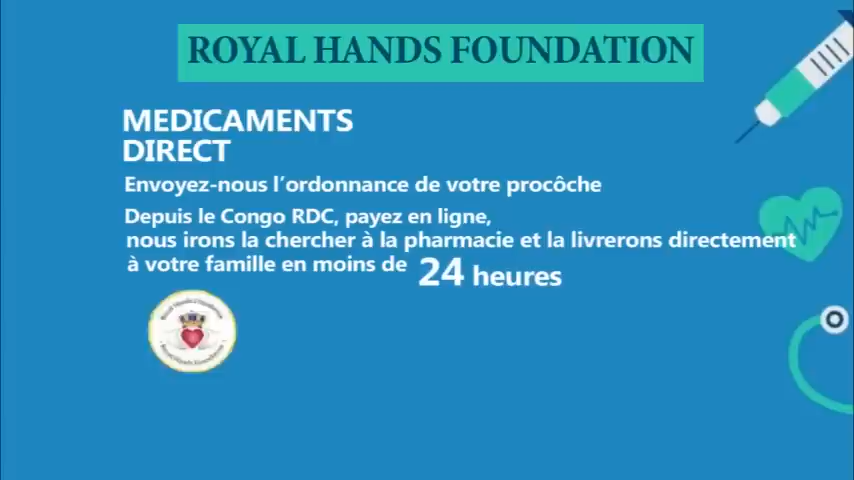 ROYAL HANDS FOUNDATION
MEDICAMENTS
DIRECT
Envoyez-nous l'ordonnance de votre procôche
Depuis le Congo RDC, payez en ligne,
nous irons la chercher à la pharmacie et la livrerons directement
à votre famille en moins de 24 heures